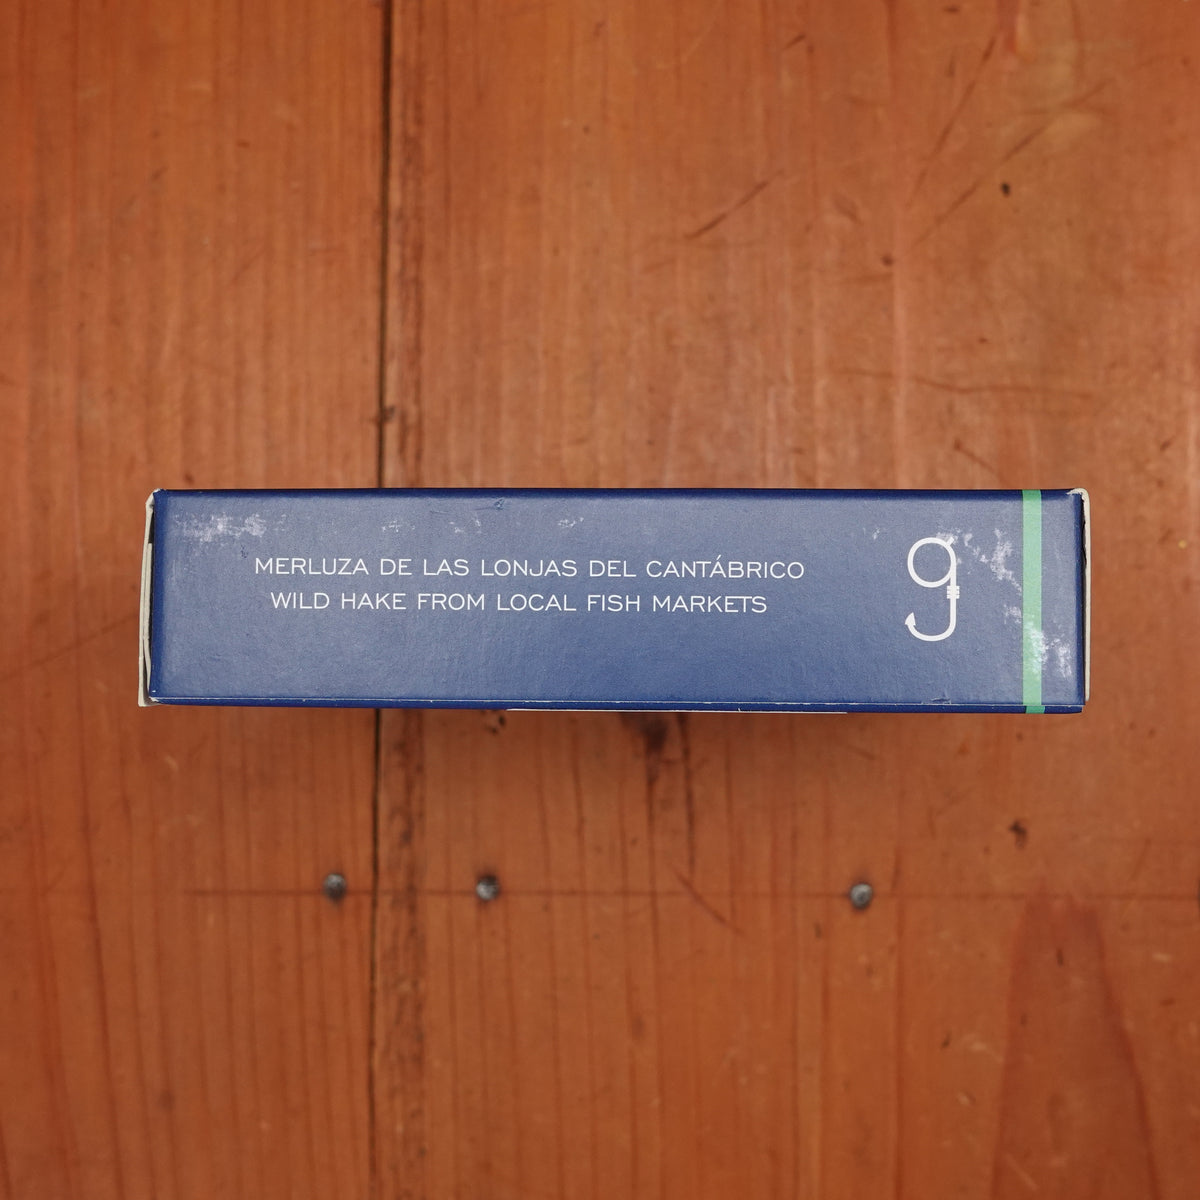 MERLUZA DE LAS LONJAS DEL CANTÁBRICO
WILD HAKE FROM LOCAL FISH MARKETS
g